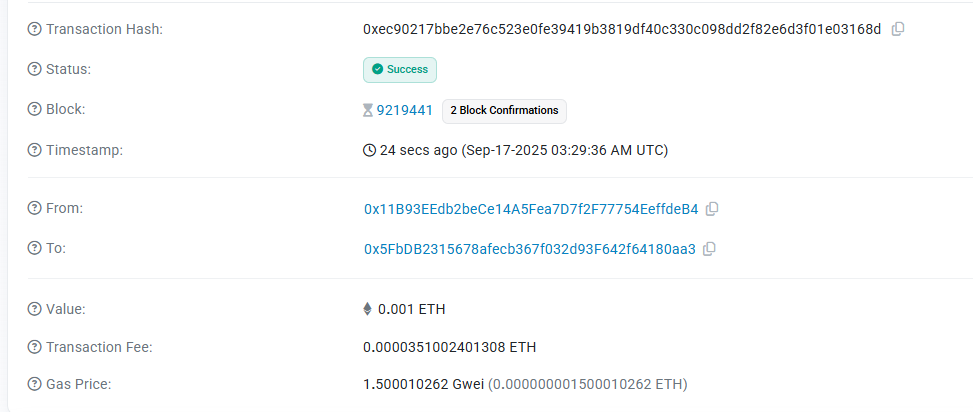 Transaction Hash: 0xec90217bbe2e76c523e0fe39419b3819df40c330c098dd2f82e6d3f01e03168d
Status: Success
Block: 9219441 2 Block Confirmations
Timestamp: 24 secs ago (Sep-17-2025 03:29:36 AM UTC)
From: 0x11B93EEdb2beCe14A5Fea7D7f2F77754EeffdeB4
To: 0x5FbDB2315678afecb367f032d93F642f64180aa3
Value: 0.001 ETH
Transaction Fee: 0.0000351002401308 ETH
Gas Price: 1.500010262 Gwei (0.000000001500010262 ETH)